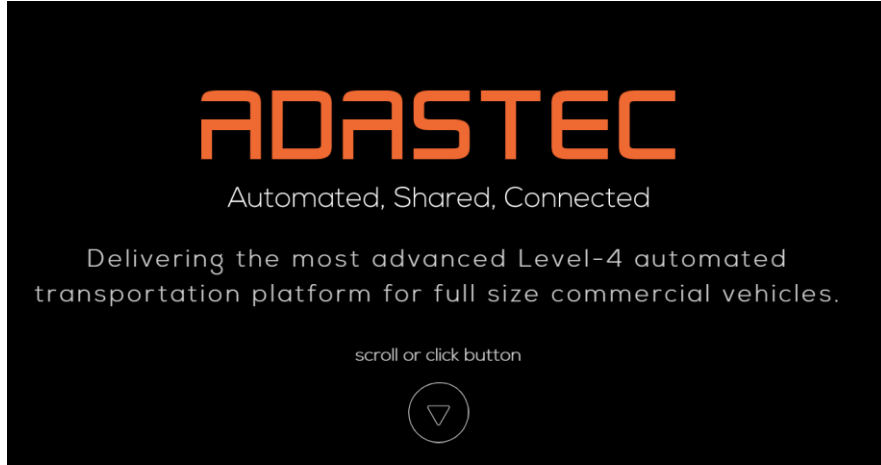 ADASTEC
Automated, Shared, Connected
Delivering the most advanced Level-4 automated
transportation platform for full size commercial vehicles.
scroll or click button